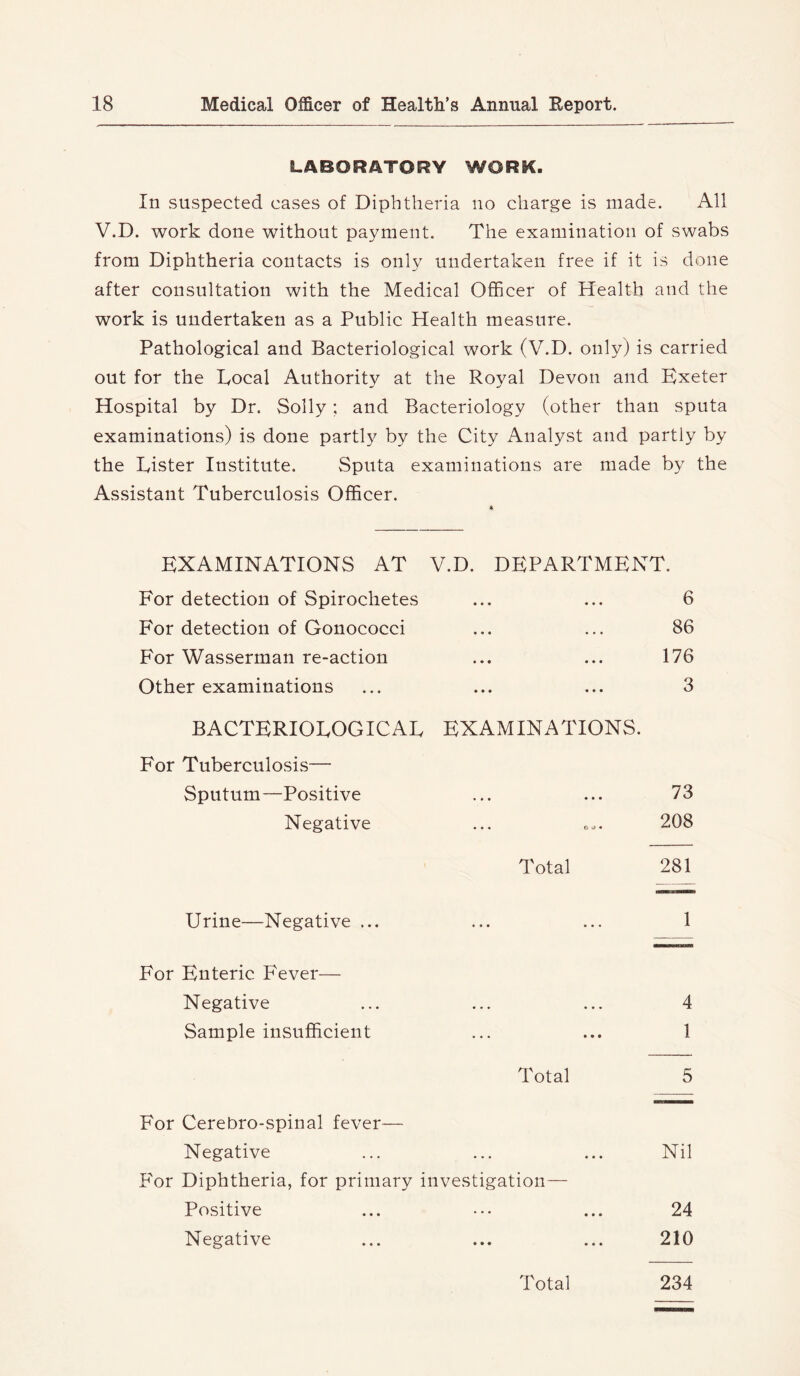 18 Medical Officer of Health's Annual Report.
LABORATORY WORK.
In suspected cases of Diphtheria no charge is made. All
V.D. work done without payment. The examination of swabs
from Diphtheria contacts is only undertaken free if it is done
after consultation with the Medical Officer of Health and the
work is undertaken as a Public Health measure.
Pathological and Bacteriological work (V.D. only) is carried
out for the Local Authority at the Royal Devon and Exeter
Hospital by Dr. Solly; and Bacteriology (other than sputa
examinations) is done partly by the City Analyst and partly by
the Lister Institute. Sputa examinations are made by the
Assistant Tuberculosis Officer.
EXAMINATIONS AT V.D. DEPARTMENT.
For detection of Spirochetes ... ... 6
For detection of Gonococci ... ... 86
For Wasserman re-action ... ... 176
Other examinations ... ... ... 3
BACTERIOLOGICAL EXAMINATIONS.
For Tuberculosis—
Sputum—Positive ... ... 73
Negative ... ... 208
Total 281
Urine—Negative ... ... ... 1
For Enteric Fever—
Negative ... ... ... 4
Sample insufficient ... ... 1
Total 5
For Cerebro-spinal fever—
Negative ... ... ... Nil
For Diphtheria, for primary investigation—
Positive ... ... ... 24
Negative ... ... ... 210
Total 234